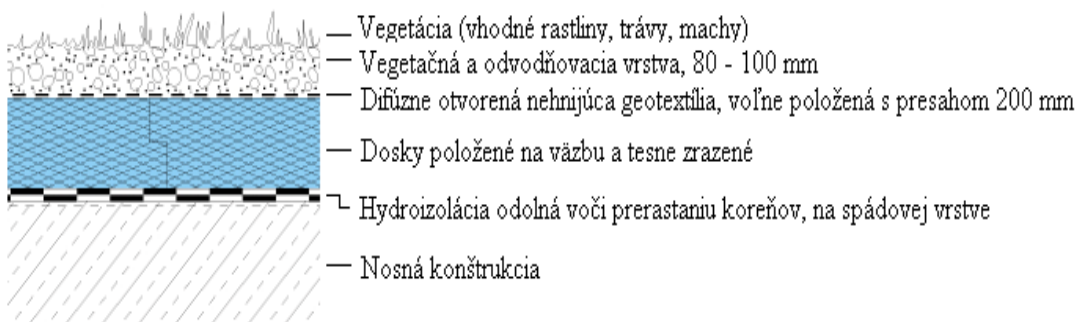 Vegetácia (vhodné rastliny, trávy, machy)
Vegetačná a odvodňovacia vrstva, 80 - 100 mm
Difúzne otvorená nehnijúca geotextília, voľne položená s presahom 200 mm
Dosky položené na väzbu a tesne zrazené
Hydroizolácia odolná voči prerastaniu koreňov, na spádovej vrstve
Nosná konštrukcia